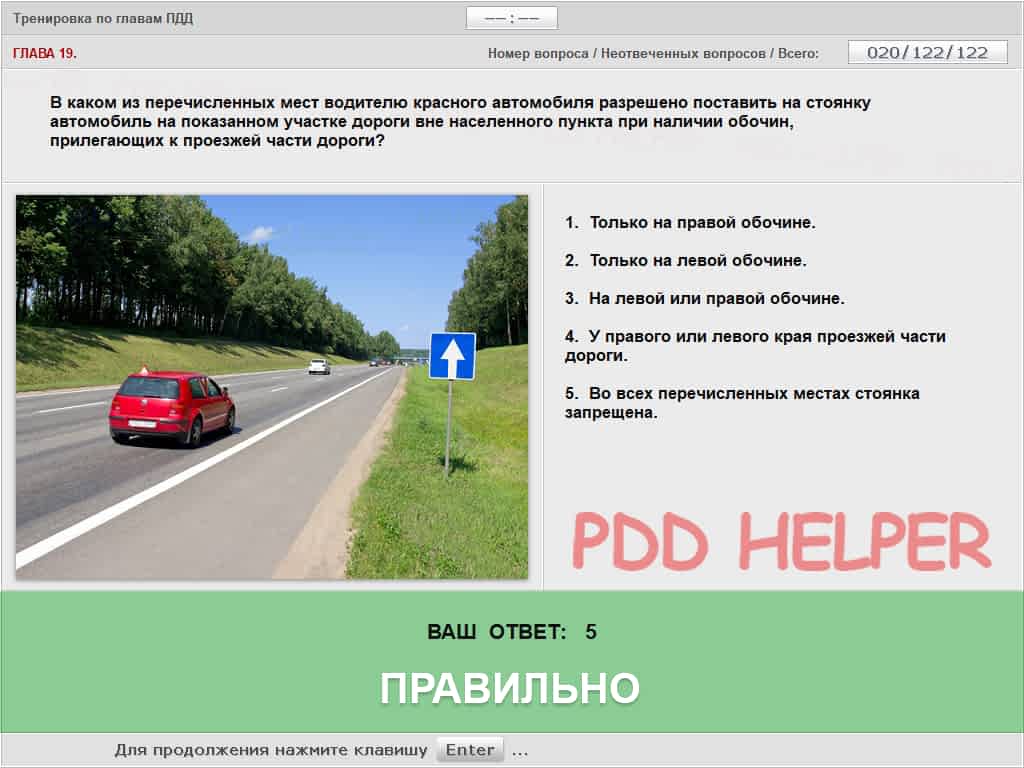 Тренировка по главам ПДД
—— : ——
ГЛАВА 19.
Номер вопроса / Неотвеченных вопросов / Всего:
020/122/122
В каком из перечисленных мест водителю красного автомобиля разрешено поставить на стоянку
автомобиль на показанном участке дороги вне населенного пункта при наличии обочин,
прилегающих к проезжей части дороги?
1. Только на правой обочине.
2. Только на левой обочине.
3. На левой или правой обочине.
4. У правого или левого края проезжей части
дороги.
5. Во всех перечисленных местах стоянка
запрещена.
PDD HELPER
ВАШ ОТВЕТ: 5
ПРАВИЛЬНО
Для продолжения нажмите клавишу Enter ...